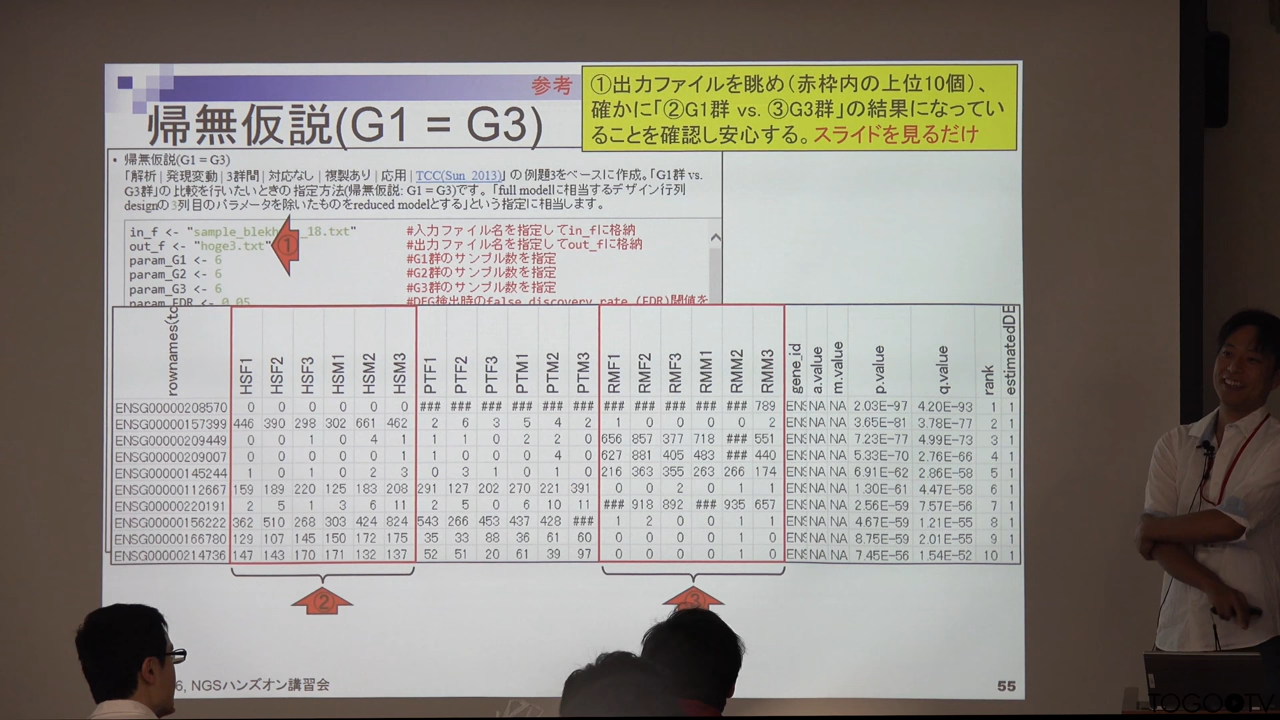 参考
①出力ファイルを眺め(赤枠内の上位10個)、
確かに「②G1群 vs. ③G3群」の結果になってい
ることを確認し安心する。スライドを見るだけ
帰無仮説(G1 = G3)
・ 帰無仮説(G1 = G3)
「解析 | 発現変動 | 3群間 | 対応なし | 複製あり | 応用 | TCC(Sun_2013)」の例題3をベースに作成。「G1群 vs.
G3群」の比較を行いたいときの指定方法(帰無仮説: G1 = G3)です。「full modelに相当するデザイン行列
designの3列目のパラメータを除いたものをreduced modelとする」という指定に相当します。
in_f <- "sample_blekh _18.txt" #入力ファイル名を指定してin_fに格納
out_f <- "hoge3.txt" ① #出力ファイル名を指定してout_fに格納
param_G1 <- 6 #G1群のサンプル数を指定
param_G2 <- 6 #G2群のサンプル数を指定
param_G3 <- 6 #G3群のサンプル数を指定
param_FDR <- 0.05 #DEG検出時のfalse discovery rate (FDR)閾値を
rownames(tc HSF1 HSF2 HSF3 HSM1 HSM2 HSM3 PTF1 PTF2 PTF3 PTM1 PTM2 PTM3 RMF1 RMF2 RMF3 RMM1 RMM2 RMM3 gene_id a.value m.value p.value q.value rank estimatedDE
ENSG00000208570 0 0 0 0 0 0 ### ### ### ### ### ### ### ### ### ### ### 789 EN NA NA 2.03E-97 4.20E-93 1 1
ENSG00000157399 446 390 298 302 661 462 2 6 3 5 4 2 1 0 0 0 0 2 EN NA NA 3.65E-81 3.78E-77 2 1
ENSG00000209449 0 0 1 0 4 1 1 1 0 2 2 0 656 857 377 718 ### 551 EN NA NA 7.23E-77 4.99E-73 3 1
ENSG00000209007 0 0 0 0 0 1 1 0 0 0 4 0 627 881 405 483 ### 440 EN NA NA 5.33E-70 2.76E-66 4 1
ENSG00000145244 1 0 1 0 2 3 0 3 1 0 1 0 216 363 355 263 266 174 EN NA NA 6.91E-62 2.86E-58 5 1
ENSG00000112667 159 189 220 125 183 208 291 127 202 270 221 391 0 0 2 0 1 1 EN NA NA 1.30E-61 4.47E-58 6 1
ENSG00000220191 2 5 1 3 6 11 2 5 0 6 10 11 ### 918 892 ### 935 657 EN NA NA 2.56E-59 7.57E-56 7 1
ENSG00000156222 362 510 268 303 424 824 543 266 453 437 428 ### 1 2 0 0 1 1 EN NA NA 4.67E-59 1.21E-55 8 1
ENSG00000166780 129 107 145 150 172 175 35 33 88 36 61 60 0 0 0 0 1 0 EN NA NA 8.75E-59 2.01E-55 9 1
ENSG00000214736 147 143 170 171 132 137 52 51 20 61 39 97 0 0 0 0 1 0 EN NA NA 7.45E-56 1.54E-52 10 1
② ③
6, NGSハンズオン講習会 55
TOGOTV